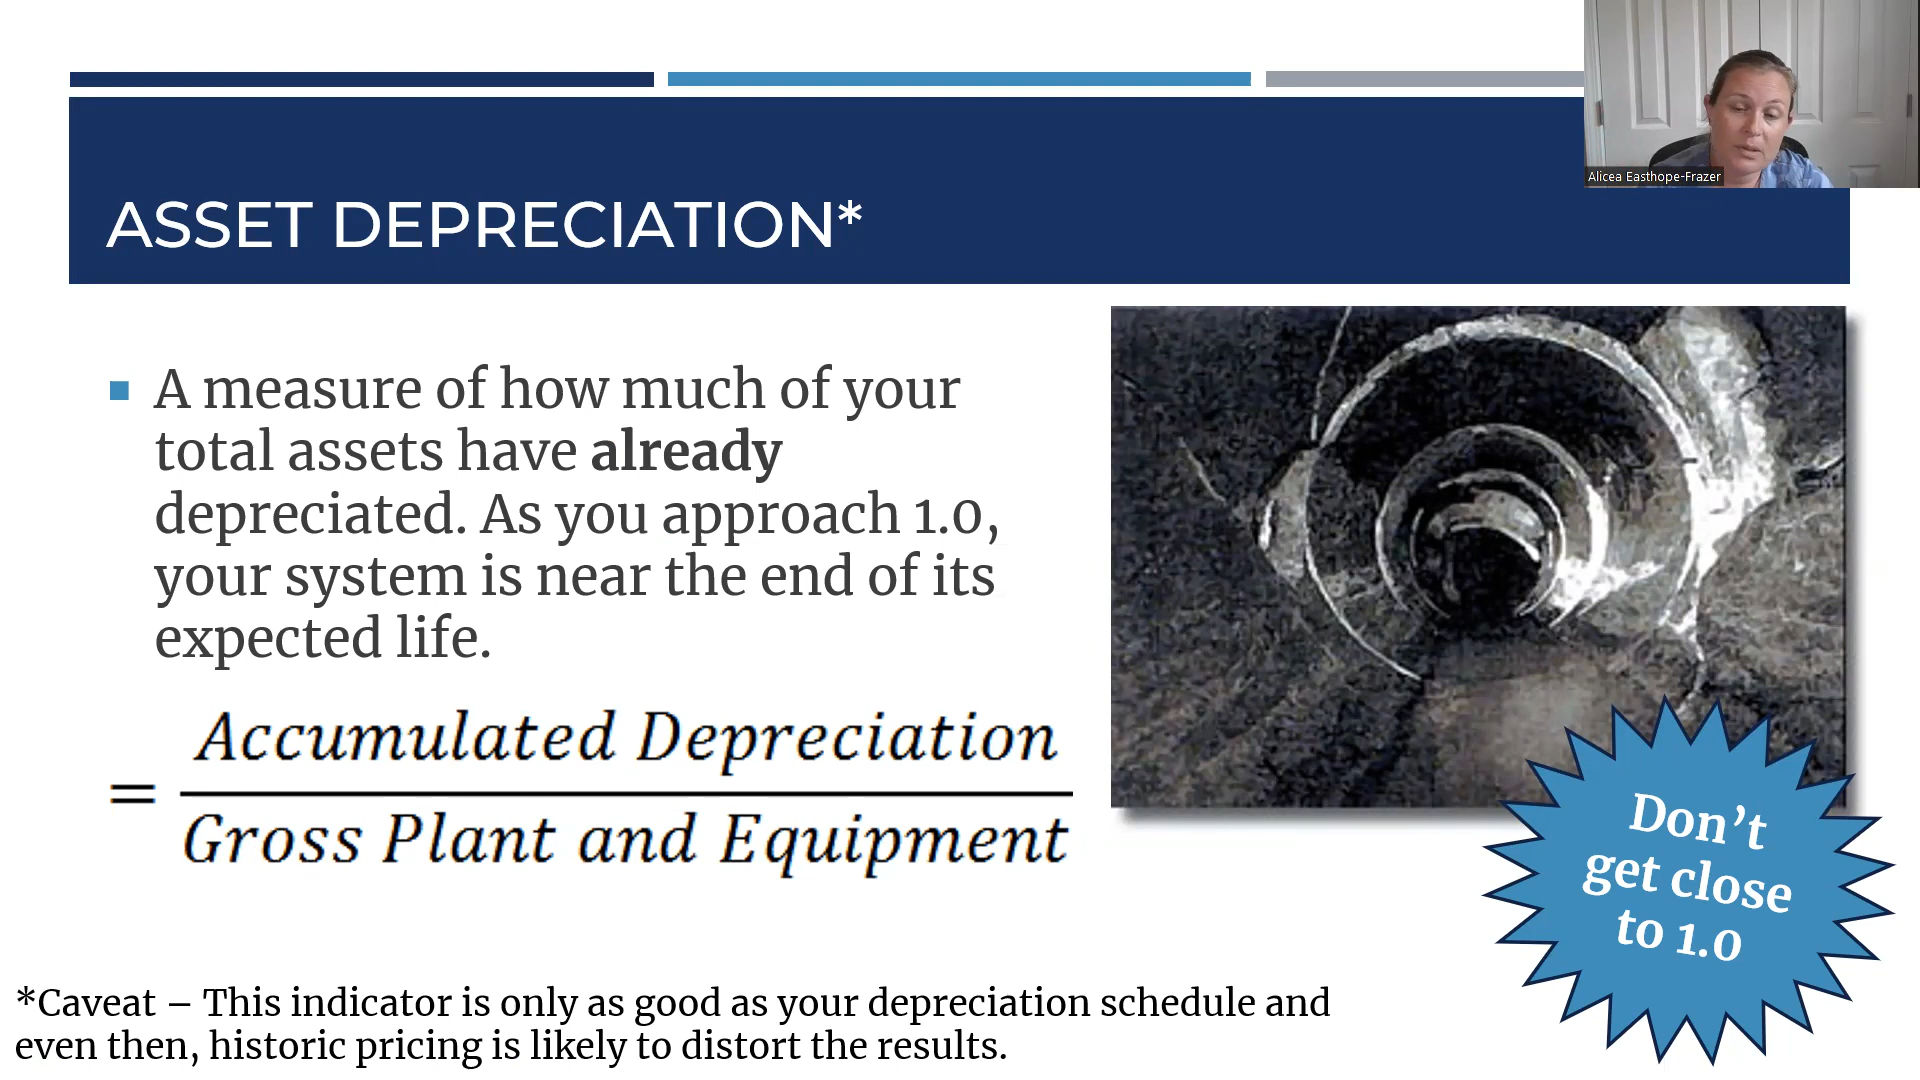 Alicea Easthope-Frazer
ASSET DEPRECIATION*
A measure of how much of your
total assets have already
depreciated. As you approach 1.0,
your system is near the end of its
expected life.
= Accumulated Depreciation
Gross Plant and Equipment
Don’t
get close
to 1.0
*Caveat – This indicator is only as good as your depreciation schedule and
even then, historic pricing is likely to distort the results.